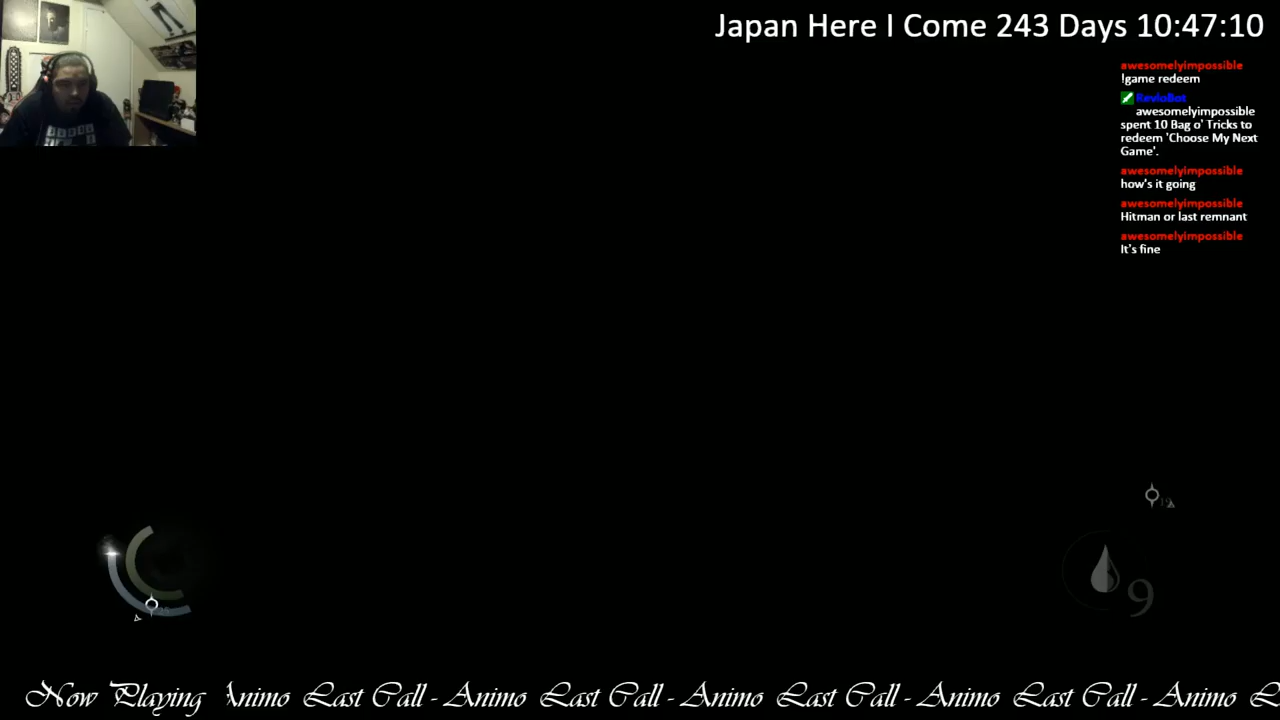 Japan Here I Come 243 Days 10:47:10
awesomelyimpossible
!game redeem
RevloBot
awesomelyimpossible
spent 10 Bag o' Tricks to
redeem 'Choose My Next
Game'.
awesomelyimpossible
how's it going
awesomelyimpossible
Hitman or last remnant
awesomelyimpossible
It's fine
9
Now Playing Animo Last Call - Animo Last Call - Animo Last Call - Animo Last Call - Animo L